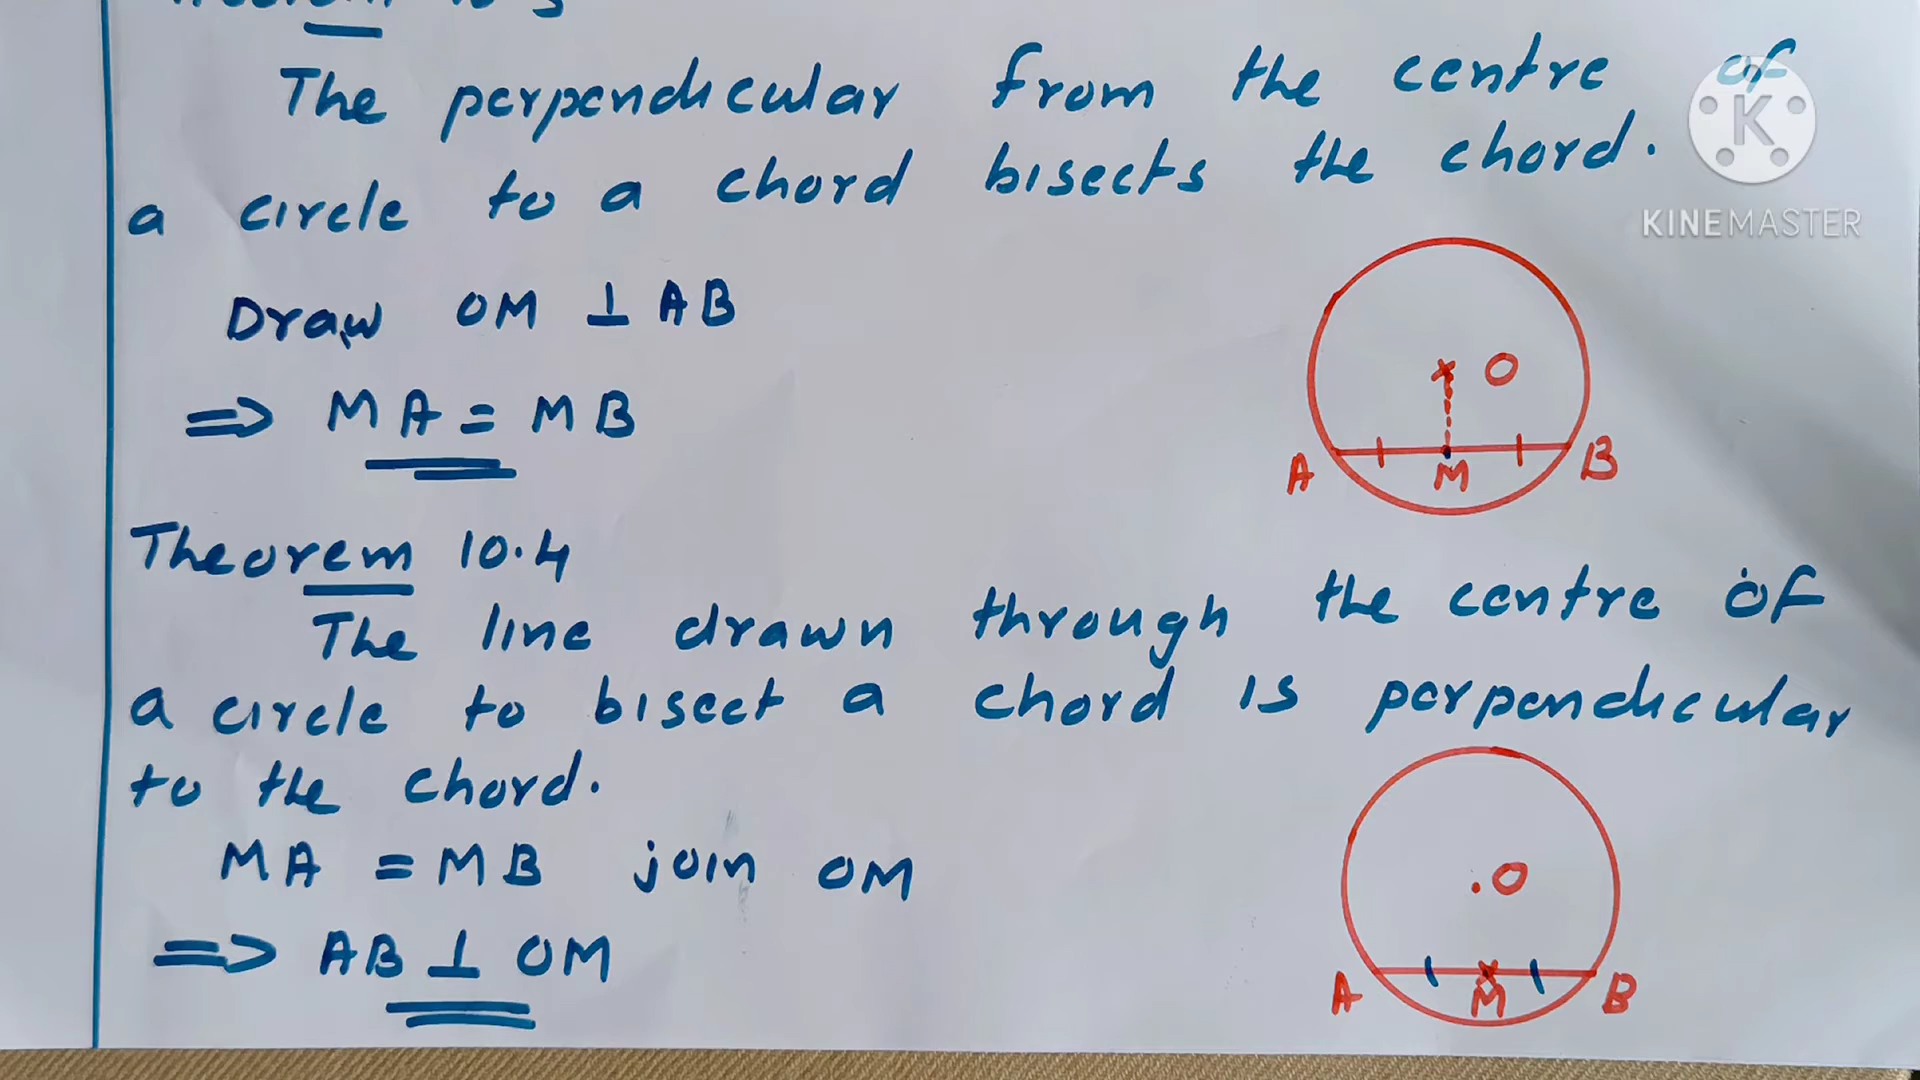 The perpendicular from the centre of
a circle to a chord bisects the chord.
KINEMASTER
Draw OM ⊥ AB
⇒ MA = MB
O
A M B
Theorem 10.4
The line drawn through the centre of
a circle to bisect a chord is perpendicular
to the chord.
MA = MB join OM
⇒ AB ⊥ OM
O
A M B